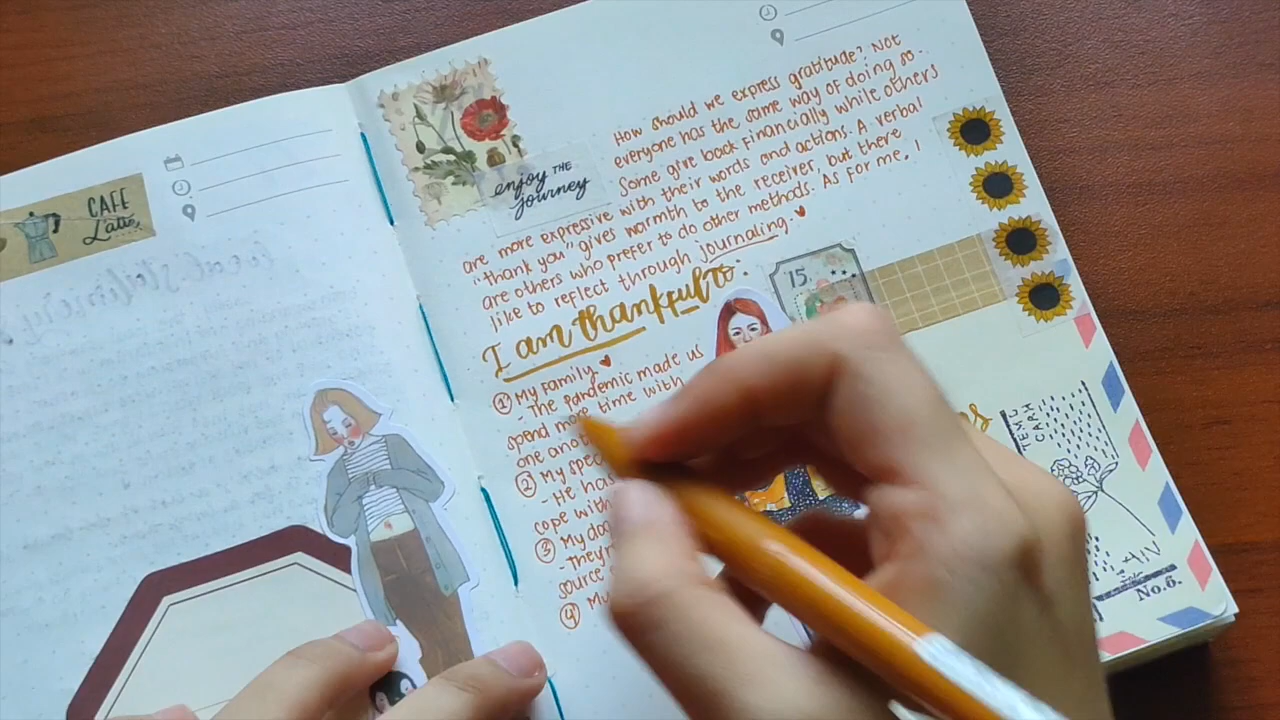 CAFE
Latte
enjoy THE
journey
How should we express gratitude? Not
everyone has the same way of doing so.
Some give back financially while others
are more expressive with their words and actions. A verbal
"thank you" gives warmth to the receiver, but there
are others who prefer to do other methods. As for me, I
like to reflect through journaling.
15.
I am thankful to:
① My Family.
- The pandemic made us
spend more time with
one
② My
- He has
cope with
③ My
-
source
④
No.6.